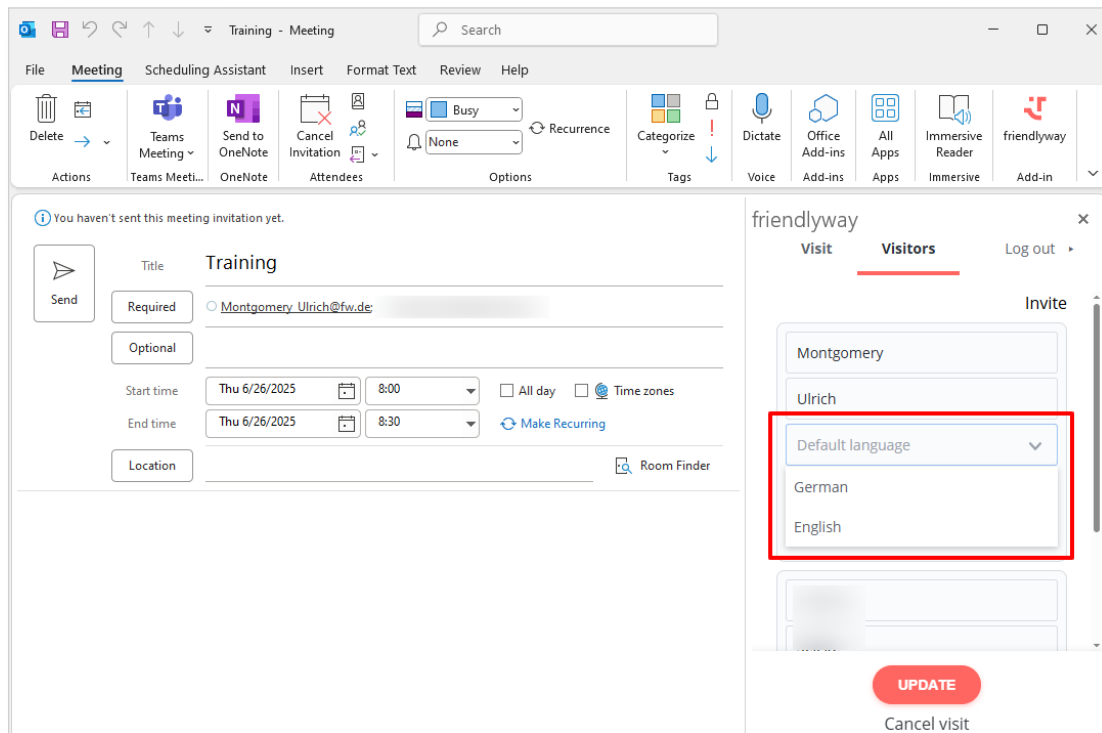 Training - Meeting
Search
File Meeting Scheduling Assistant Insert Format Text Review Help
Delete
Teams Meeting
Send to OneNote
Cancel Invitation
Busy
None
Recurrence
Categorize
Dictate
Office Add-ins
All Apps
Immersive Reader
friendlyway
Actions Teams Meeti... OneNote Attendees Options Tags Voice Add-ins Apps Immersive Add-in
You haven't sent this meeting invitation yet.
Send
Title Training
Required Montgomery_Ulrich@fw.de;
Optional
Start time Thu 6/26/2025 8:00 All day Time zones
End time Thu 6/26/2025 8:30 Make Recurring
Location Room Finder
friendlyway
Visit Visitors Log out
Invite
Montgomery
Ulrich
Default language
German
English
UPDATE
Cancel visit